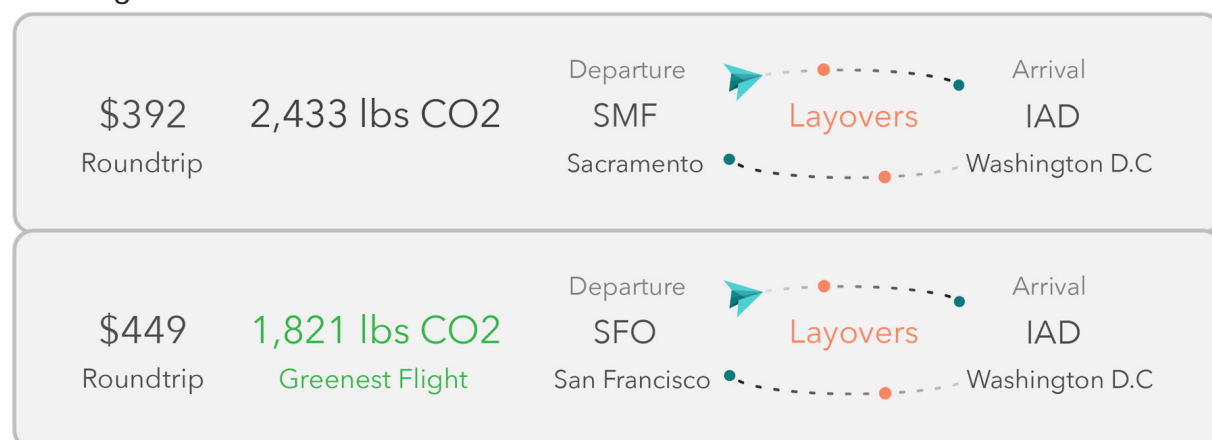 Departure Arrival
$392 2,433 lbs CO2 SMF Layovers IAD
Roundtrip Sacramento Washington D.C
Departure Arrival
$449 1,821 lbs CO2 SFO Layovers IAD
Roundtrip Greenest Flight San Francisco Washington D.C